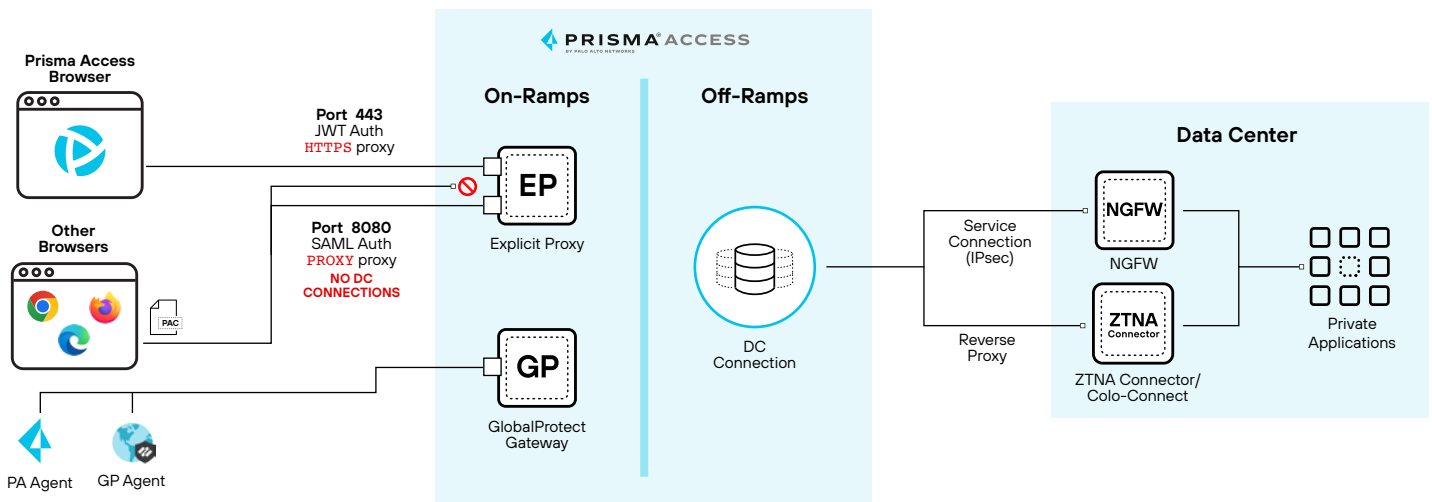 PRISMA® ACCESS
BY PALO ALTO NETWORKS
Prisma Access
Browser
On-Ramps
Off-Ramps
Port 443
JWT Auth
HTTPS proxy
Data Center
EP
Explicit Proxy
NGFW
NGFW
Other
Browsers
Port 8080
SAML Auth
PROXY proxy
NO DC
CONNECTIONS
PAC
Service
Connection
(IPsec)
DC
Connection
Reverse
Proxy
ZTNA
Connector
ZTNA Connector/
Colo-Connect
Private
Applications
GP
GlobalProtect
Gateway
PA Agent
GP Agent